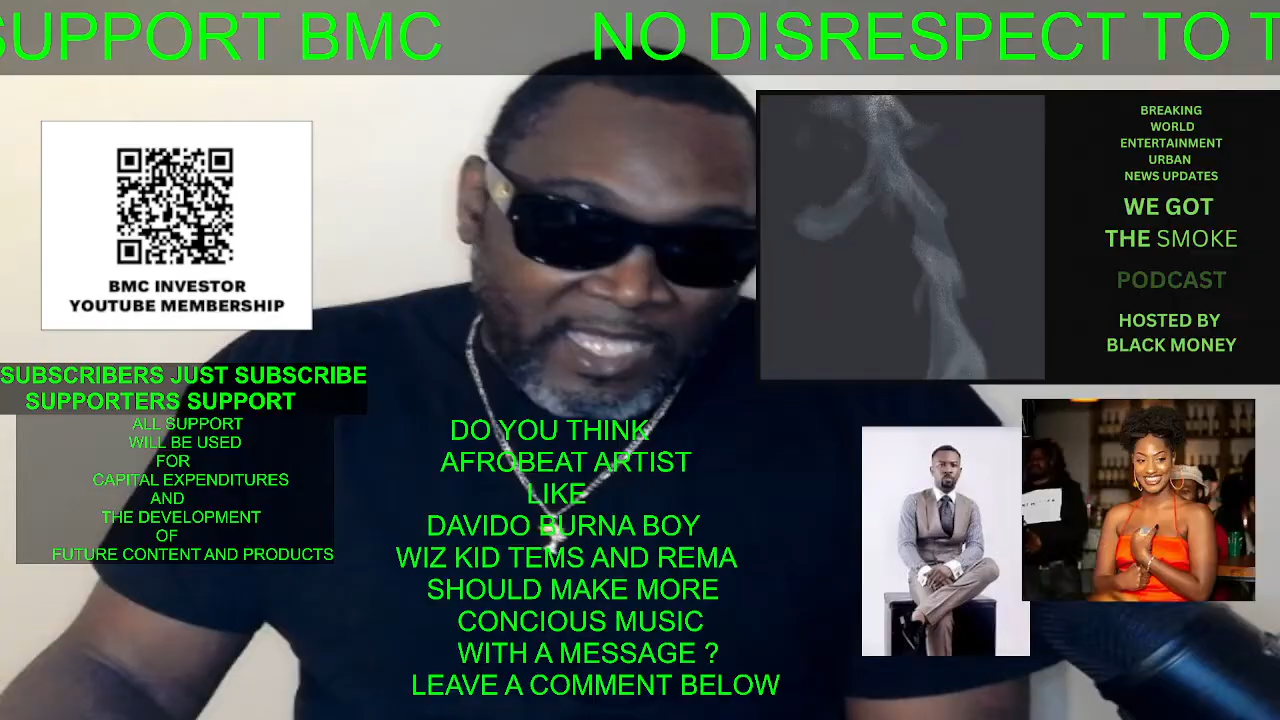 SUPPORT BMC
NO DISRESPECT TO T
BMC INVESTOR
YOUTUBE MEMBERSHIP
BREAKING
WORLD
ENTERTAINMENT
URBAN
NEWS UPDATES
WE GOT
THE SMOKE
PODCAST
HOSTED BY
BLACK MONEY
SUBSCRIBERS JUST SUBSCRIBE
SUPPORTERS SUPPORT
ALL SUPPORT
WILL BE USED
FOR
CAPITAL EXPENDITURES
AND
THE DEVELOPMENT
OF
FUTURE CONTENT AND PRODUCTS
DO YOU THINK
AFROBEAT ARTIST
LIKE
DAVIDO BURNA BOY
WIZ KID TEMS AND REMA
SHOULD MAKE MORE
CONCIOUS MUSIC
WITH A MESSAGE ?
LEAVE A COMMENT BELOW